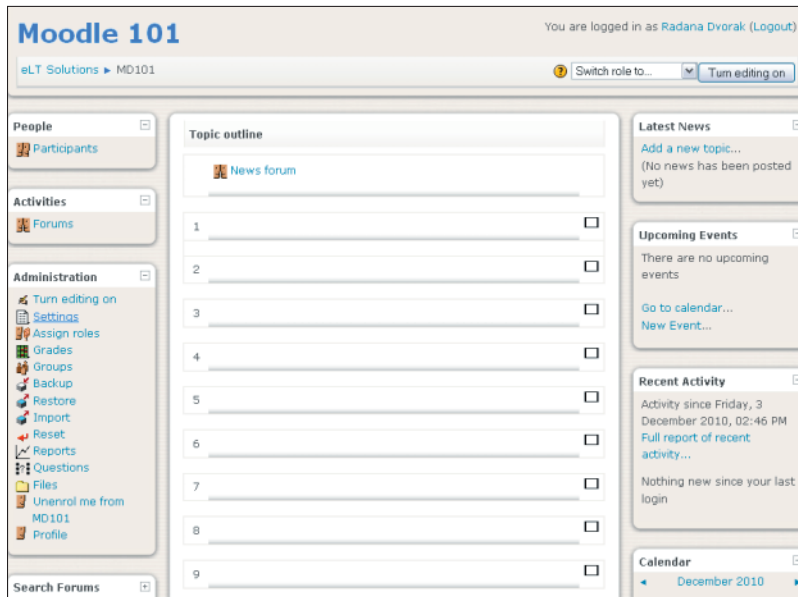 Moodle 101
You are logged in as Radana Dvorak (Logout)
eLT Solutions ► MD101
Switch role to...
Turn editing on
People
Participants
Activities
Forums
Administration
Turn editing on
Settings
Assign roles
Grades
Groups
Backup
Restore
Import
Reset
Reports
Questions
Files
Unenrol me from
MD101
Profile
Search Forums
Topic outline
News forum
1
2
3
4
5
6
7
8
9
Latest News
Add a new topic...
(No news has been posted
yet)
Upcoming Events
There are no upcoming
events
Go to calendar...
New Event...
Recent Activity
Activity since Friday, 3
December 2010, 02:46 PM
Full report of recent
activity...
Nothing new since your last
login
Calendar
◄ December 2010 ►